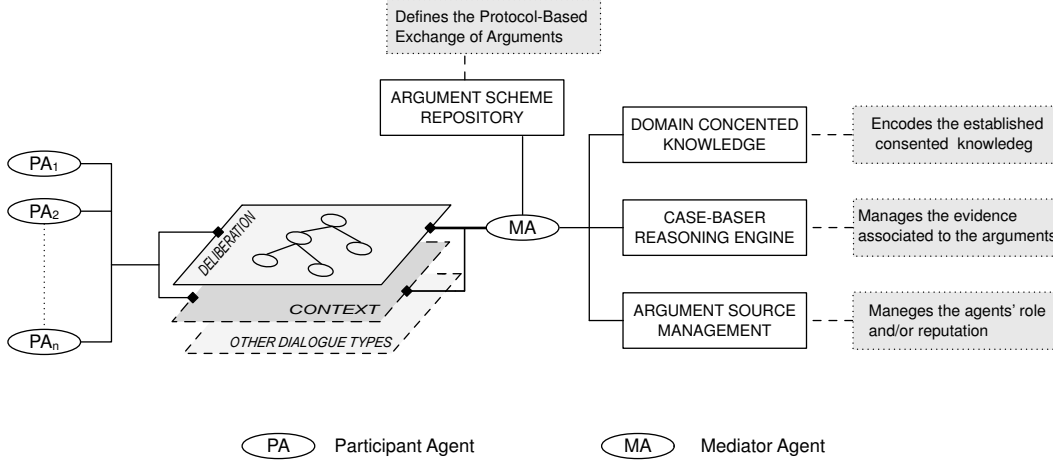 Defines the Protocol-Based
Exchange of Arguments
ARGUMENT SCHEME
REPOSITORY
DOMAIN CONCENTED
KNOWLEDGE
Encodes the established
consented knowledeg
PA1
PA2
PAn
DELIBERATION
CONTEXT
OTHER DIALOGUE TYPES
MA
CASE-BASER
REASONING ENGINE
Manages the evidence
associated to the arguments
ARGUMENT SOURCE
MANAGEMENT
Maneges the agents' role
and/or reputation
PA Participant Agent
MA Mediator Agent